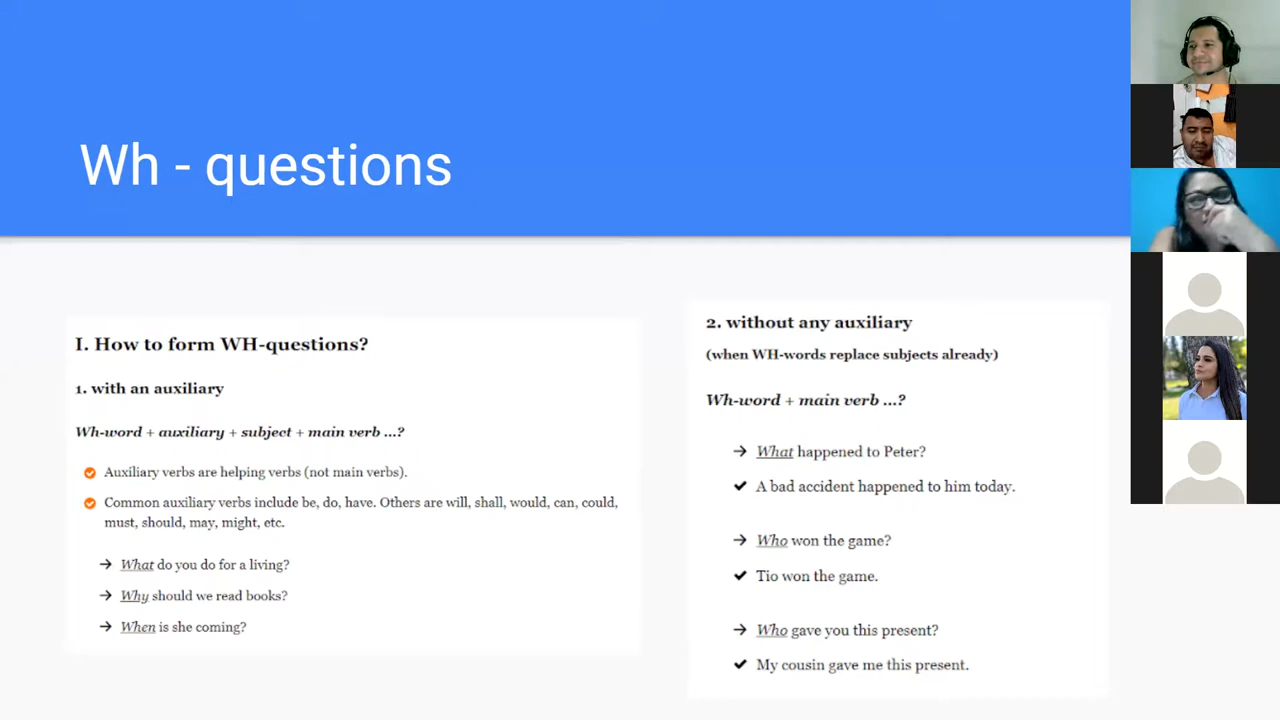 Wh - questions
I. How to form WH-questions?
1. with an auxiliary
Wh-word + auxiliary + subject + main verb ...?
Auxiliary verbs are helping verbs (not main verbs).
Common auxiliary verbs include be, do, have. Others are will, shall, would, can, could,
must, should, may, might, etc.
→ What do you do for a living?
→ Why should we read books?
→ When is she coming?
2. without any auxiliary
(when WH-words replace subjects already)
Wh-word + main verb ...?
→ What happened to Peter?
✔ A bad accident happened to him today.
→ Who won the game?
✔ Tio won the game.
→ Who gave you this present?
✔ My cousin gave me this present.